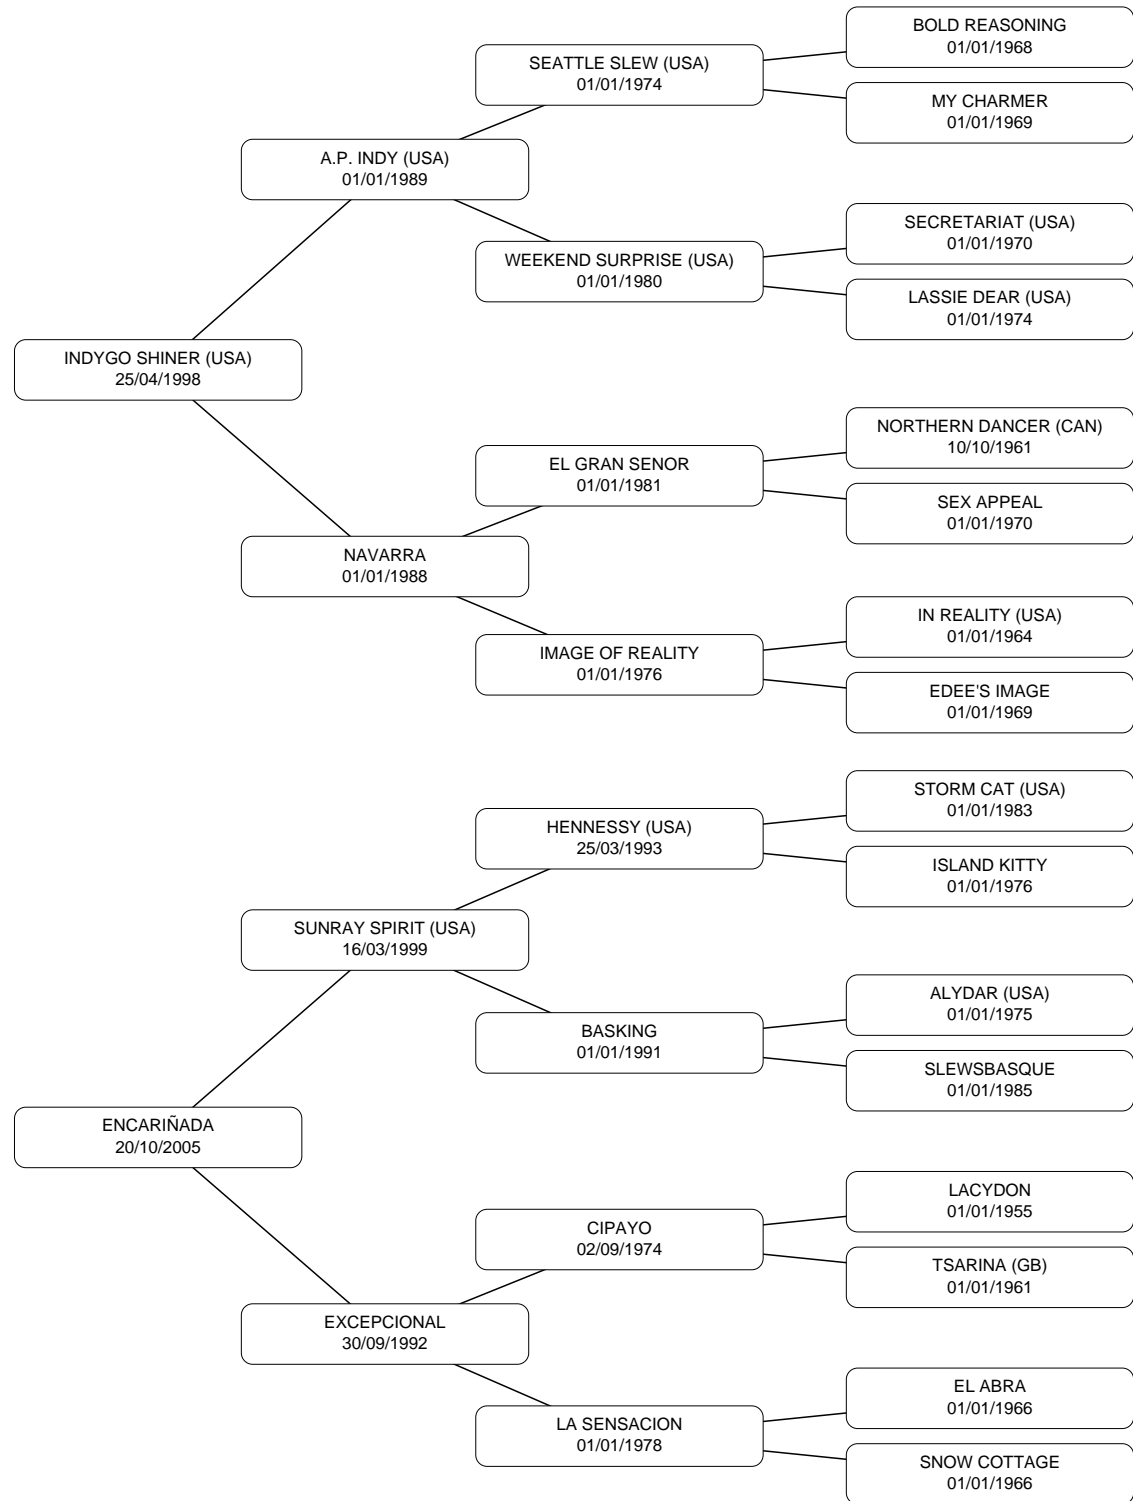 BOLD REASONING
01/01/1968
SEATTLE SLEW (USA)
01/01/1974
MY CHARMER
01/01/1969
A.P. INDY (USA)
01/01/1989
SECRETARIAT (USA)
01/01/1970
WEEKEND SURPRISE (USA)
01/01/1980
LASSIE DEAR (USA)
01/01/1974
INDYGO SHINER (USA)
25/04/1998
NORTHERN DANCER (CAN)
10/10/1961
EL GRAN SENOR
01/01/1981
SEX APPEAL
01/01/1970
NAVARRA
01/01/1988
IN REALITY (USA)
01/01/1964
IMAGE OF REALITY
01/01/1976
EDEE'S IMAGE
01/01/1969
STORM CAT (USA)
01/01/1983
HENNESSY (USA)
25/03/1993
ISLAND KITTY
01/01/1976
SUNRAY SPIRIT (USA)
16/03/1999
ALYDAR (USA)
01/01/1975
BASKING
01/01/1991
SLEWSBASQUE
01/01/1985
ENCARIÑADA
20/10/2005
LACYDON
01/01/1955
CIPAYO
02/09/1974
TSARINA (GB)
01/01/1961
EXCEPCIONAL
30/09/1992
EL ABRA
01/01/1966
LA SENSACION
01/01/1978
SNOW COTTAGE
01/01/1966